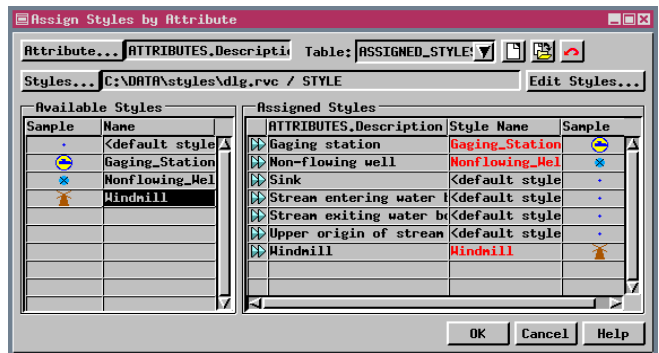 Assign Styles by Attribute
Attribute... ATTRIBUTES.Descripti Table: ASSIGNED_STYLE
Styles... C:\DATA\styles\dlg.rvc / STYLE Edit Styles...
Available Styles Assigned Styles
Sample Name ATTRIBUTES.Description Style Name Sample
<default style Gaging station Gaging_Station
Gaging_Station Non-flowing well Nonflowing_Wel
Nonflowing_Wel Sink <default style
Windmill Stream entering water b <default style
Stream exiting water bo <default style
Upper origin of stream <default style
Windmill Windmill
OK Cancel Help